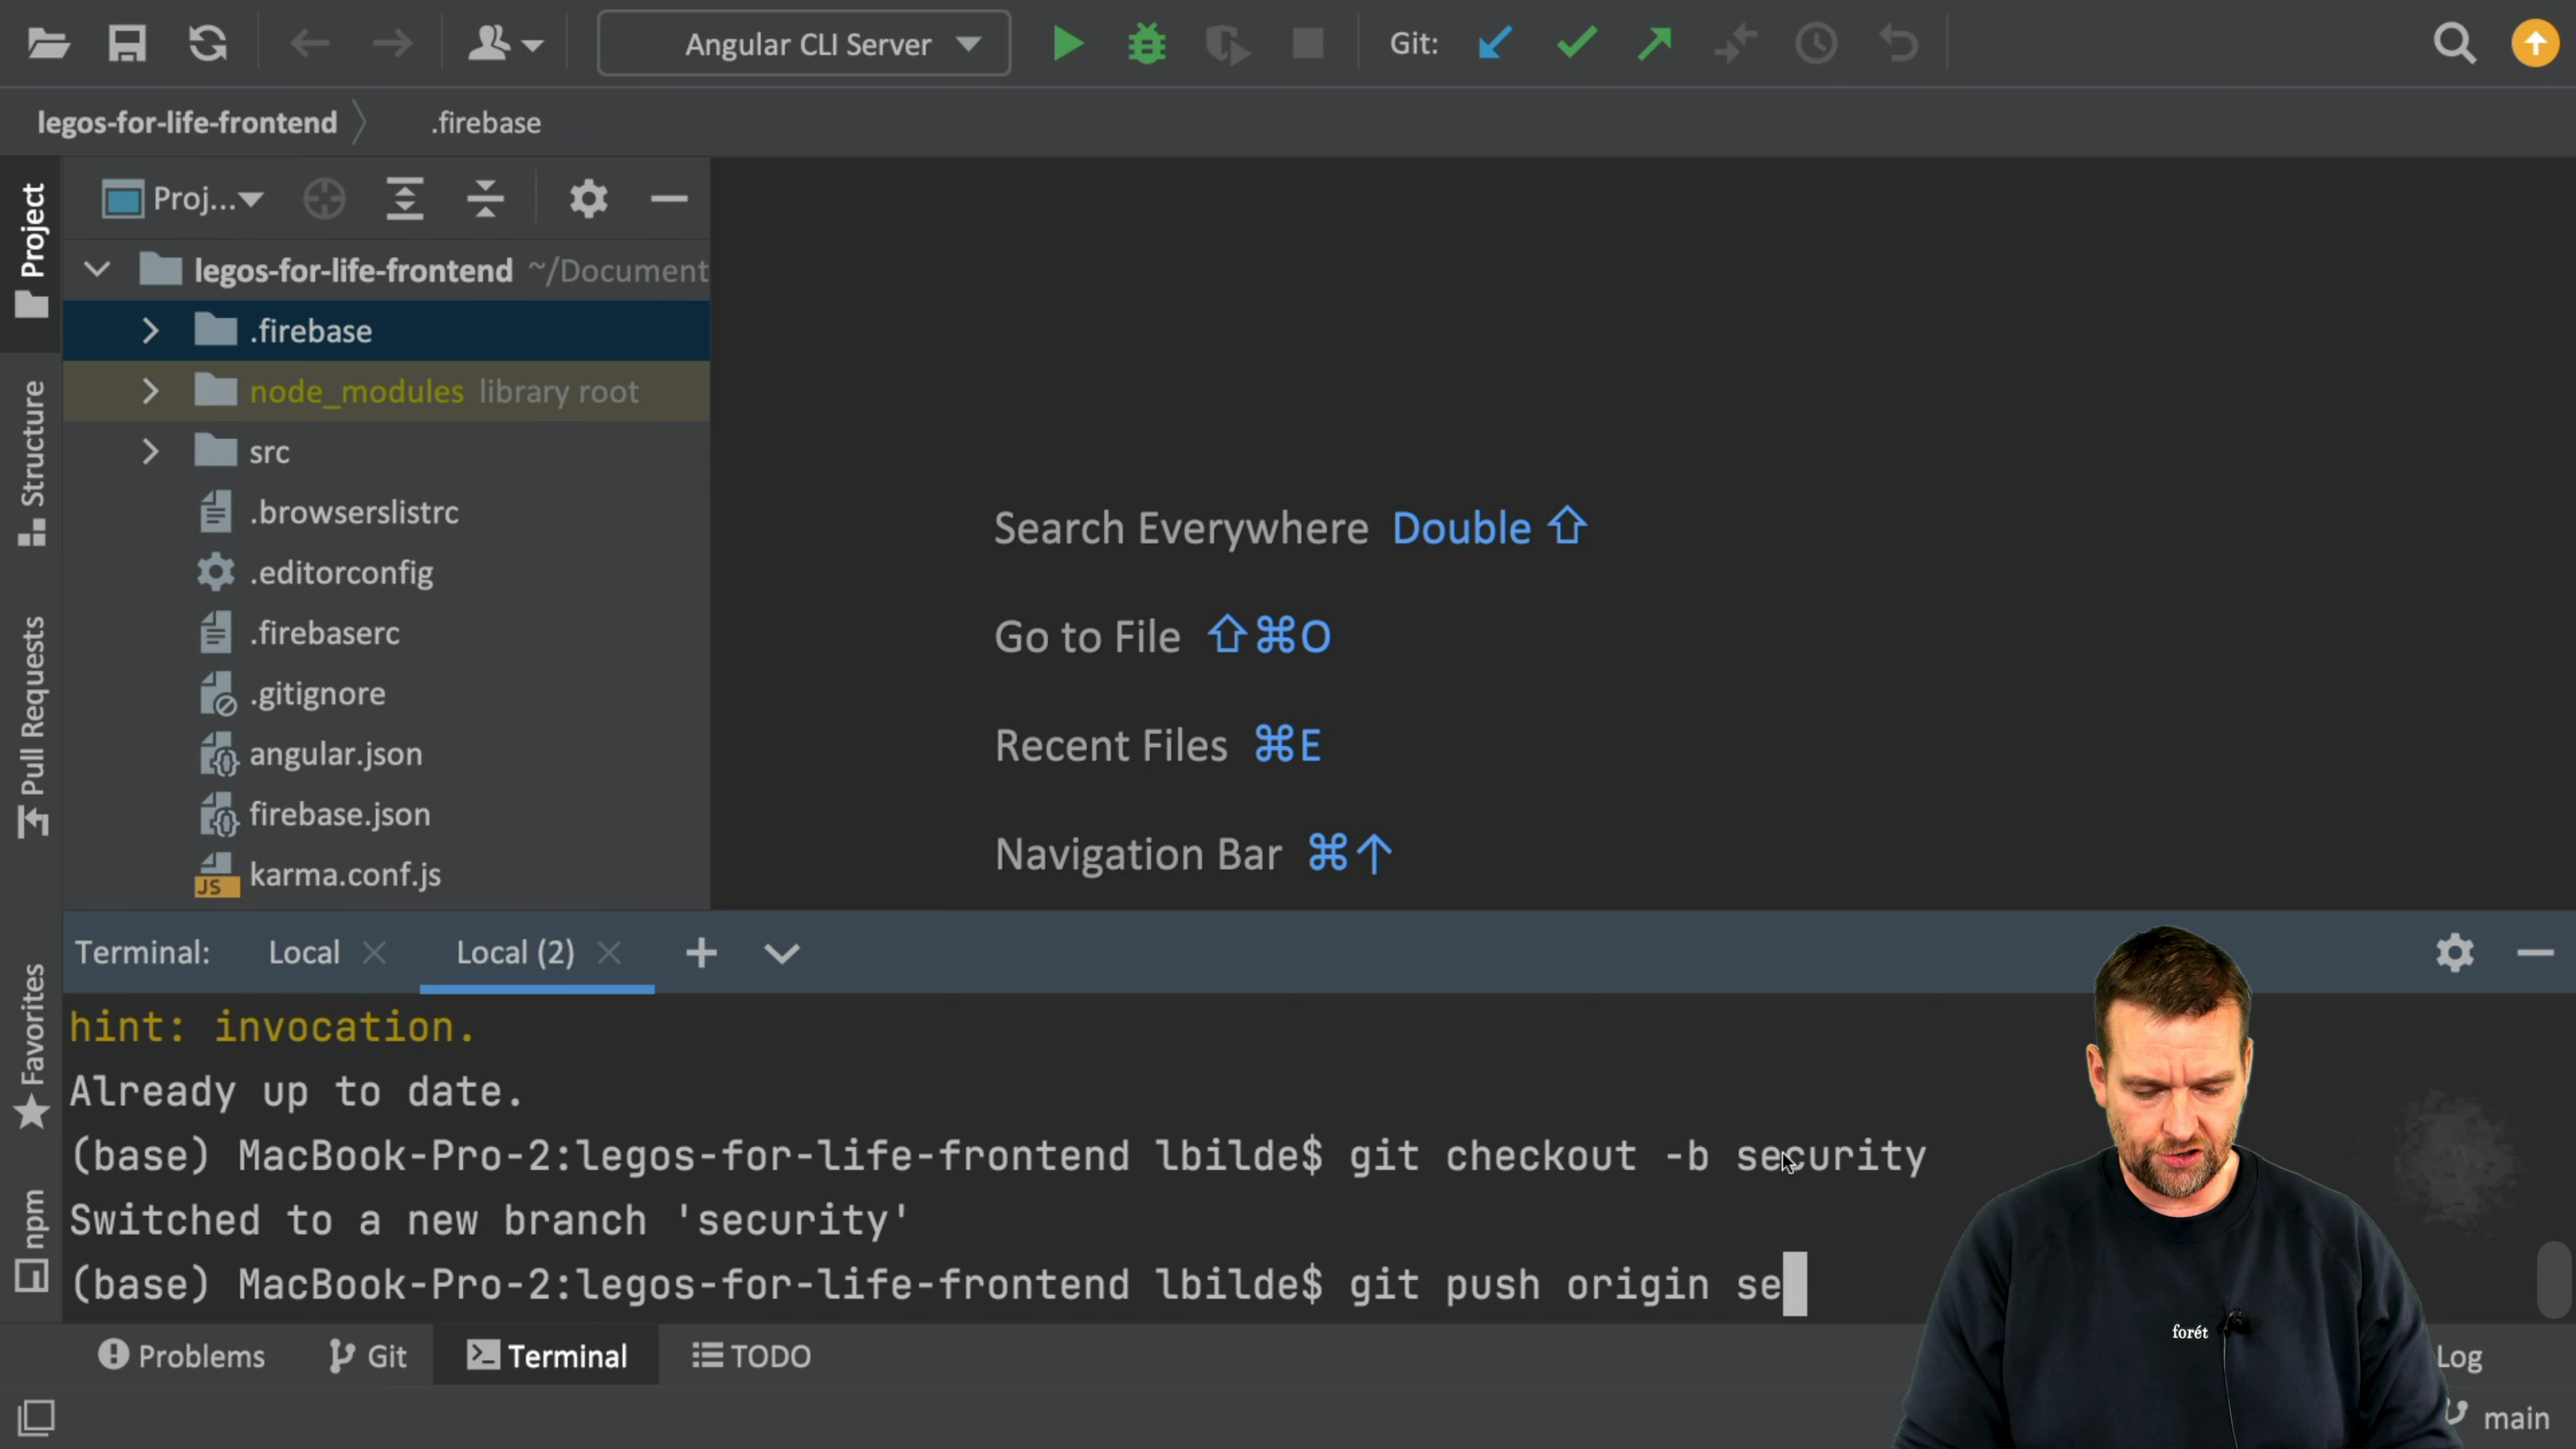 Angular CLI Server
Git:
legos-for-life-frontend
.firebase
Project
Structure
Pull Requests
Favorites
npm
Proj...
legos-for-life-frontend ~/Document
.firebase
node_modules library root
src
.browserslistrc
.editorconfig
.firebaserc
.gitignore
angular.json
firebase.json
karma.conf.js
JS
Search Everywhere Double ⇧
Go to File ⇧⌘O
Recent Files ⌘E
Navigation Bar ⌘↑
Terminal: Local Local (2)
hint: invocation.
Already up to date.
(base) MacBook-Pro-2:legos-for-life-frontend lbilde$ git checkout -b security
Switched to a new branch 'security'
(base) MacBook-Pro-2:legos-for-life-frontend lbilde$ git push origin se
forét
Problems Git Terminal TODO
Log
main